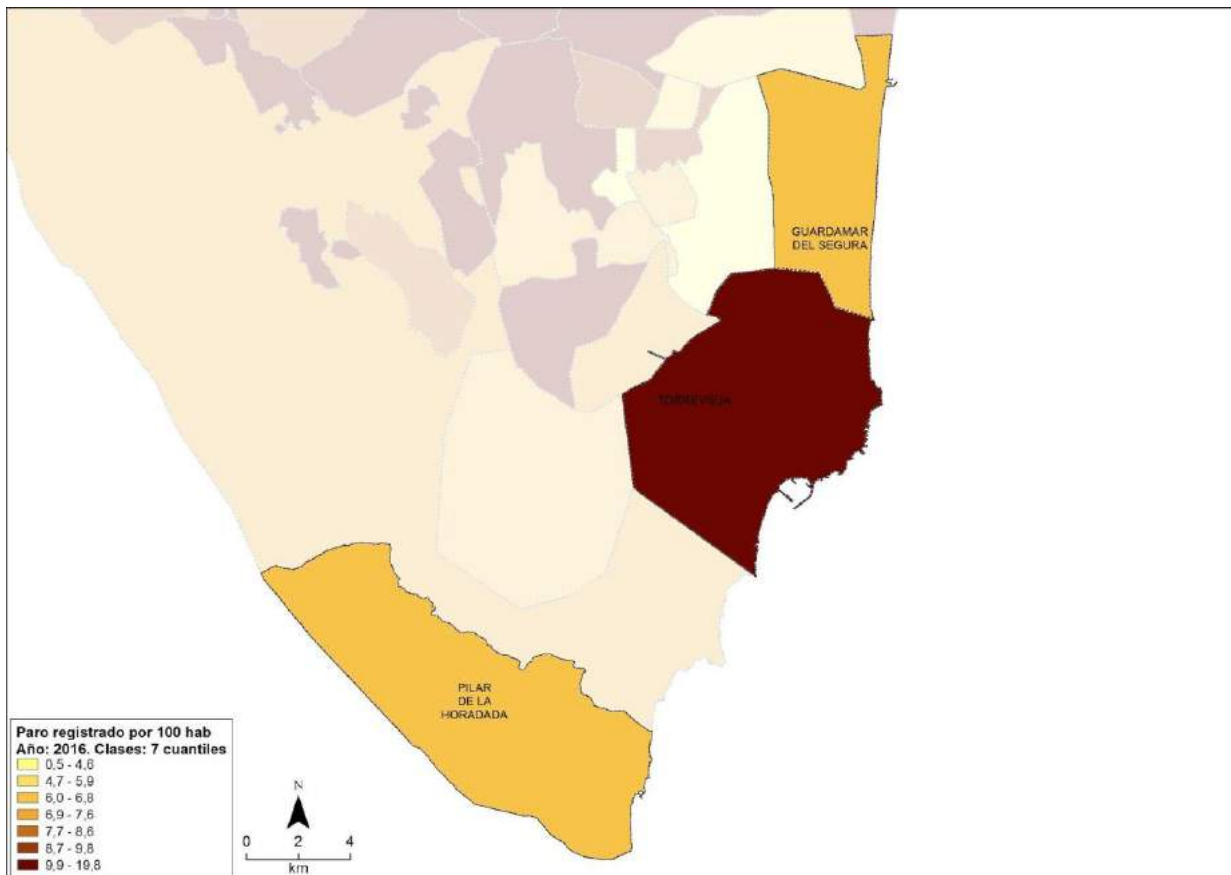 GUARDAMAR
DEL SEGURA
TORREVIEJA
PILAR
DE LA
HORADADA
Paro registrado por 100 hab
Año: 2016. Clases: 7 cuantiles
0,5 - 4,6
4,7 - 5,9
6,0 - 6,8
6,9 - 7,6
7,7 - 8,6
8,7 - 9,8
9,9 - 19,8
N
0 2 4
km